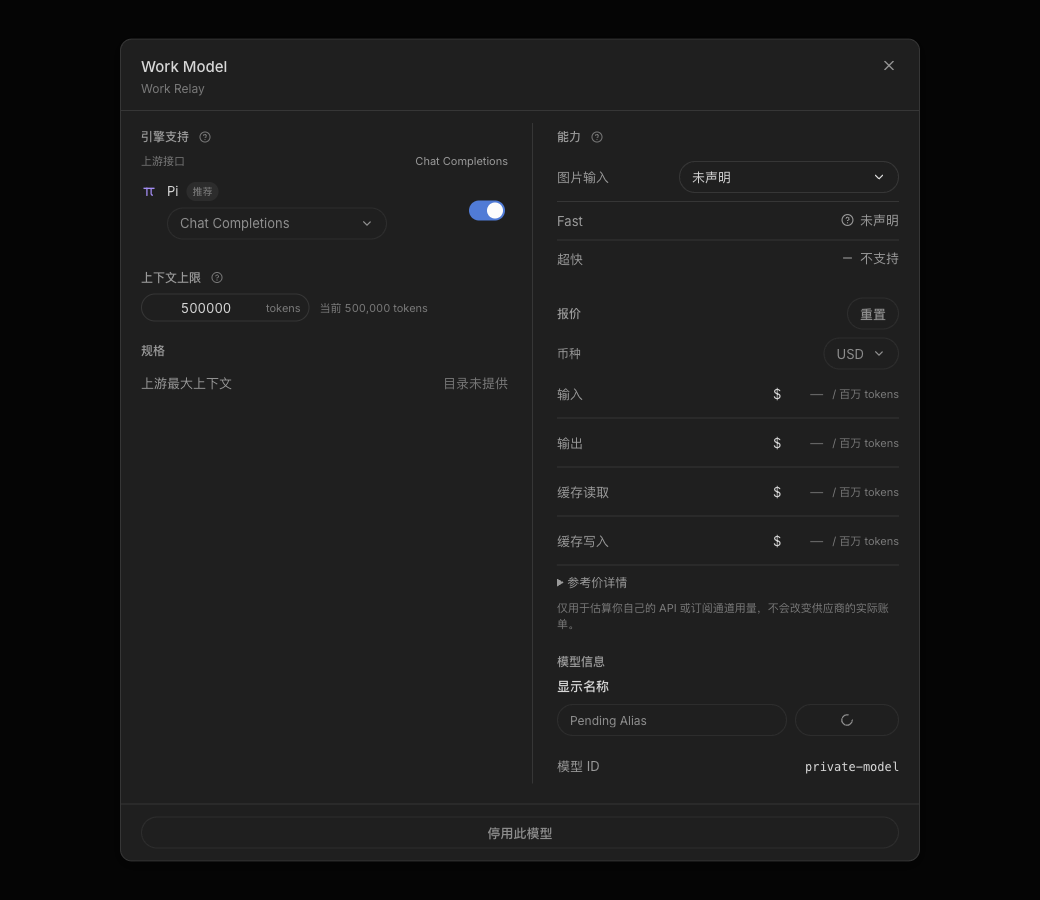 Work Model
Work Relay
引擎支持
上游接口 Chat Completions
Pi 推荐
Chat Completions
上下文上限
500000 tokens 当前 500,000 tokens
规格
上游最大上下文 目录未提供
能力
图片输入 未声明
Fast 未声明
超快 — 不支持
报价 重置
币种 USD
输入 $ — / 百万 tokens
输出 $ — / 百万 tokens
缓存读取 $ — / 百万 tokens
缓存写入 $ — / 百万 tokens
参考价详情
仅用于估算你自己的 API 或订阅通道用量，不会改变供应商的实际账
单。
模型信息
显示名称
Pending Alias
模型 ID private-model
停用此模型